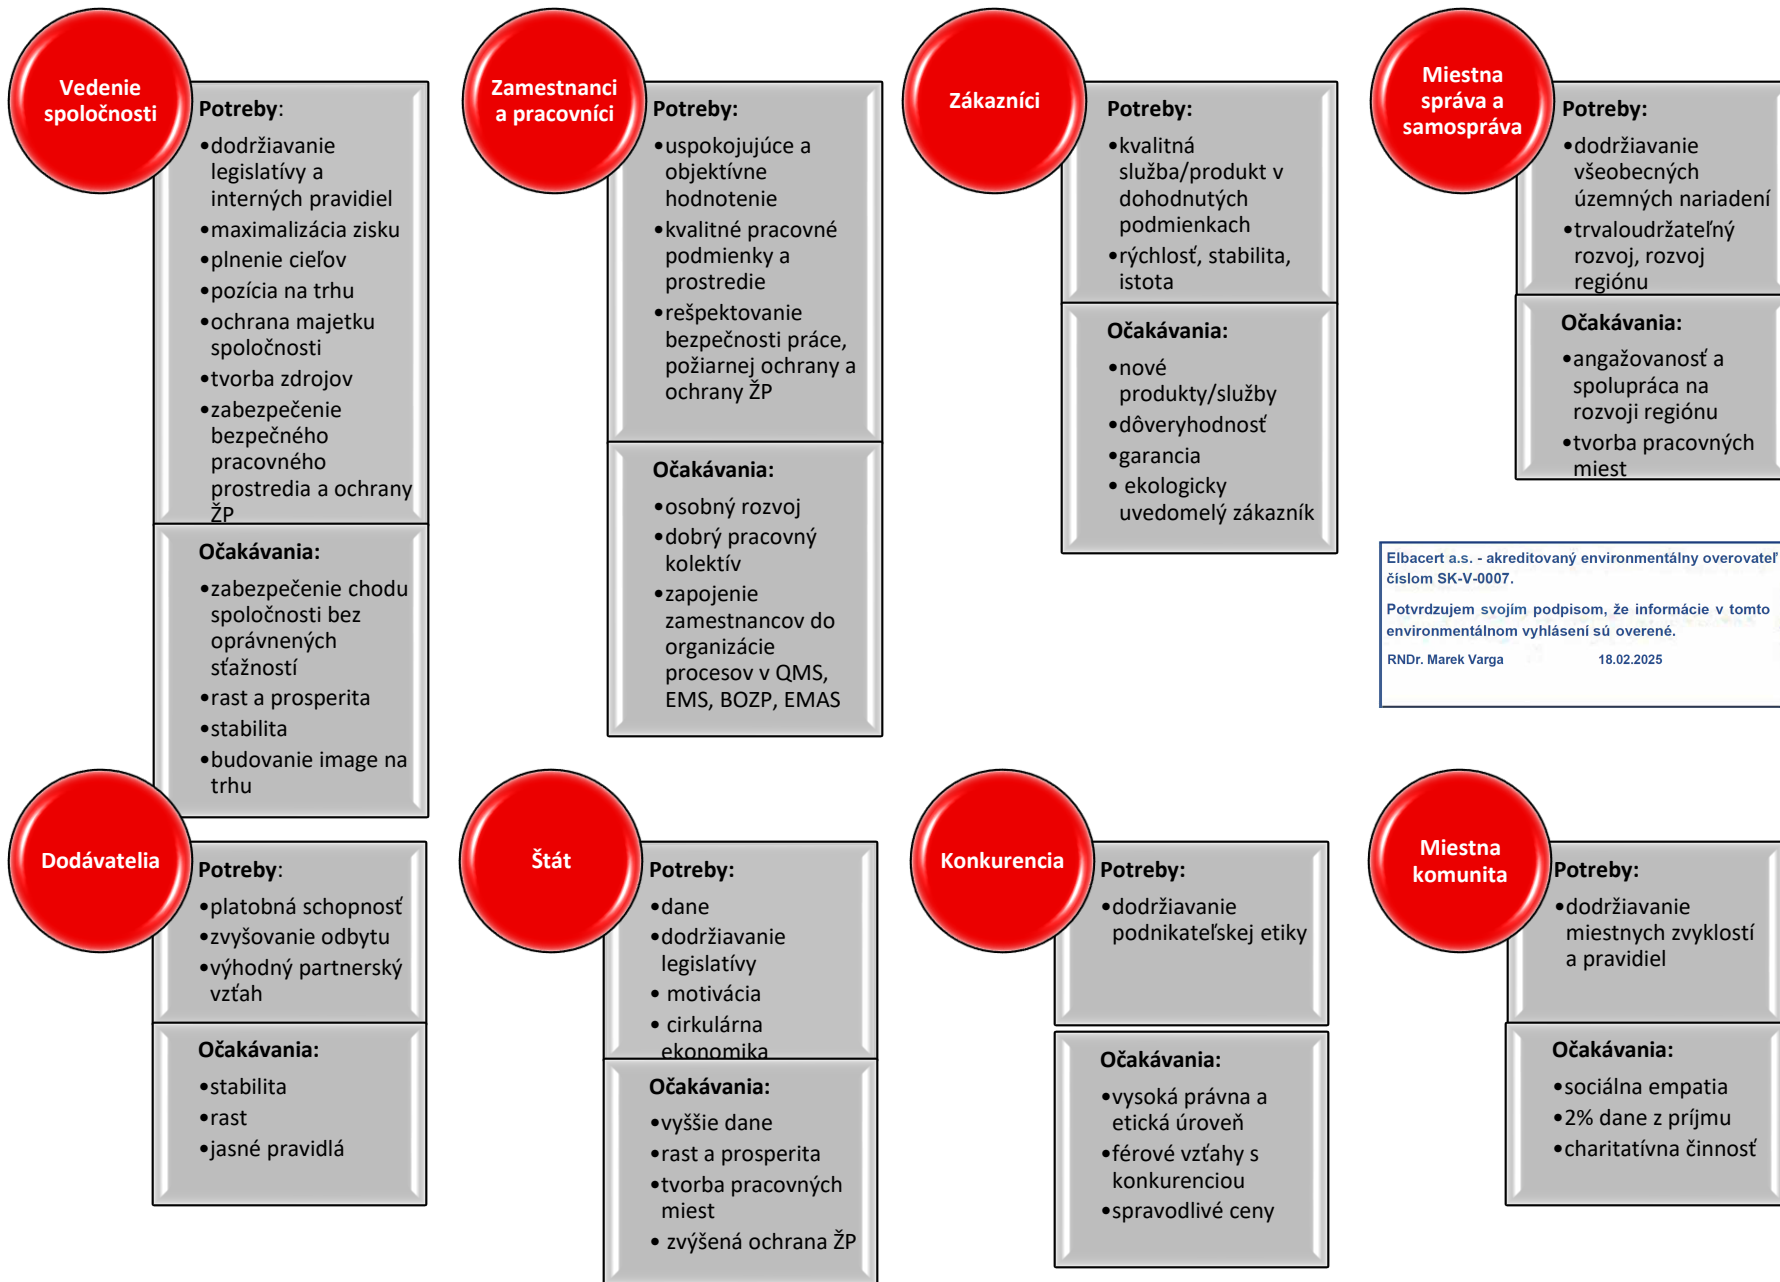 Vedenie
spoločnosti
Potreby:
•dodržiavanie
legislatívy a
interných pravidiel
•maximalizácia zisku
•plnenie cieľov
•pozícia na trhu
•ochrana majetku
spoločnosti
•tvorba zdrojov
•zabezpečenie
bezpečného
pracovného
prostredia a ochrany
ŽP
Očakávania:
•zabezpečenie chodu
spoločnosti bez
oprávnených
sťažností
•rast a prosperita
•stabilita
•budovanie image na
trhu
Zamestnanci
a pracovníci
Potreby:
•uspokojujúce a
objektívne
hodnotenie
•kvalitné pracovné
podmienky a
prostredie
•rešpektovanie
bezpečnosti práce,
požiarnej ochrany a
ochrany ŽP
Očakávania:
•osobný rozvoj
•dobrý pracovný
kolektív
•zapojenie
zamestnancov do
organizácie
procesov v QMS,
EMS, BOZP, EMAS
Zákazníci
Potreby:
•kvalitná
služba/produkt v
dohodnutých
podmienkach
•rýchlosť, stabilita,
istota
Očakávania:
•nové
produkty/služby
•dôveryhodnosť
•garancia
• ekologicky
uvedomelý zákazník
Miestna
správa a
samospráva
Potreby:
•dodržiavanie
všeobecných
územných nariadení
•trvaloudržateľný
rozvoj, rozvoj
regiónu
Očakávania:
•angažovanosť a
spolupráca na
rozvoji regiónu
•tvorba pracovných
miest
Elbacert a.s. - akreditovaný environmentálny overovateľ
číslom SK-V-0007.
Potvrdzujem svojím podpisom, že informácie v tomto
environmentálnom vyhlásení sú overené.
RNDr. Marek Varga 18.02.2025
Dodávatelia
Potreby:
•platobná schopnosť
•zvyšovanie odbytu
•výhodný partnerský
vzťah
Očakávania:
•stabilita
•rast
•jasné pravidlá
Štát
Potreby:
•dane
•dodržiavanie
legislatívy
• motivácia
• cirkulárna
ekonomika
Očakávania:
•vyššie dane
•rast a prosperita
•tvorba pracovných
miest
• zvýšená ochrana ŽP
Konkurencia
Potreby:
•dodržiavanie
podnikateľskej etiky
Očakávania:
•vysoká právna a
etická úroveň
•férové vzťahy s
konkurenciou
•spravodlivé ceny
Miestna
komunita
Potreby:
•dodržiavanie
miestnych zvyklostí
a pravidiel
Očakávania:
•sociálna empatia
•2% dane z príjmu
•charitatívna činnosť